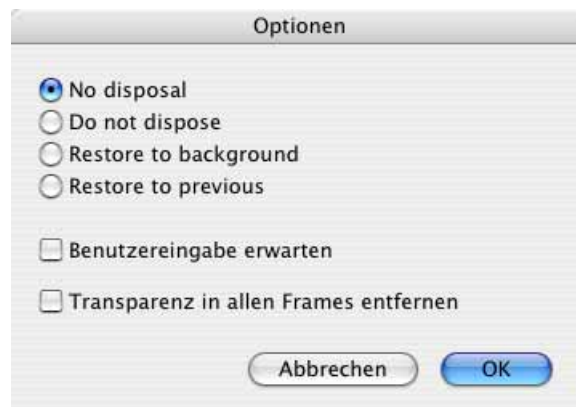 Optionen
No disposal
Do not dispose
Restore to background
Restore to previous
Benutzereingabe erwarten
Transparenz in allen Frames entfernen
Abbrechen OK